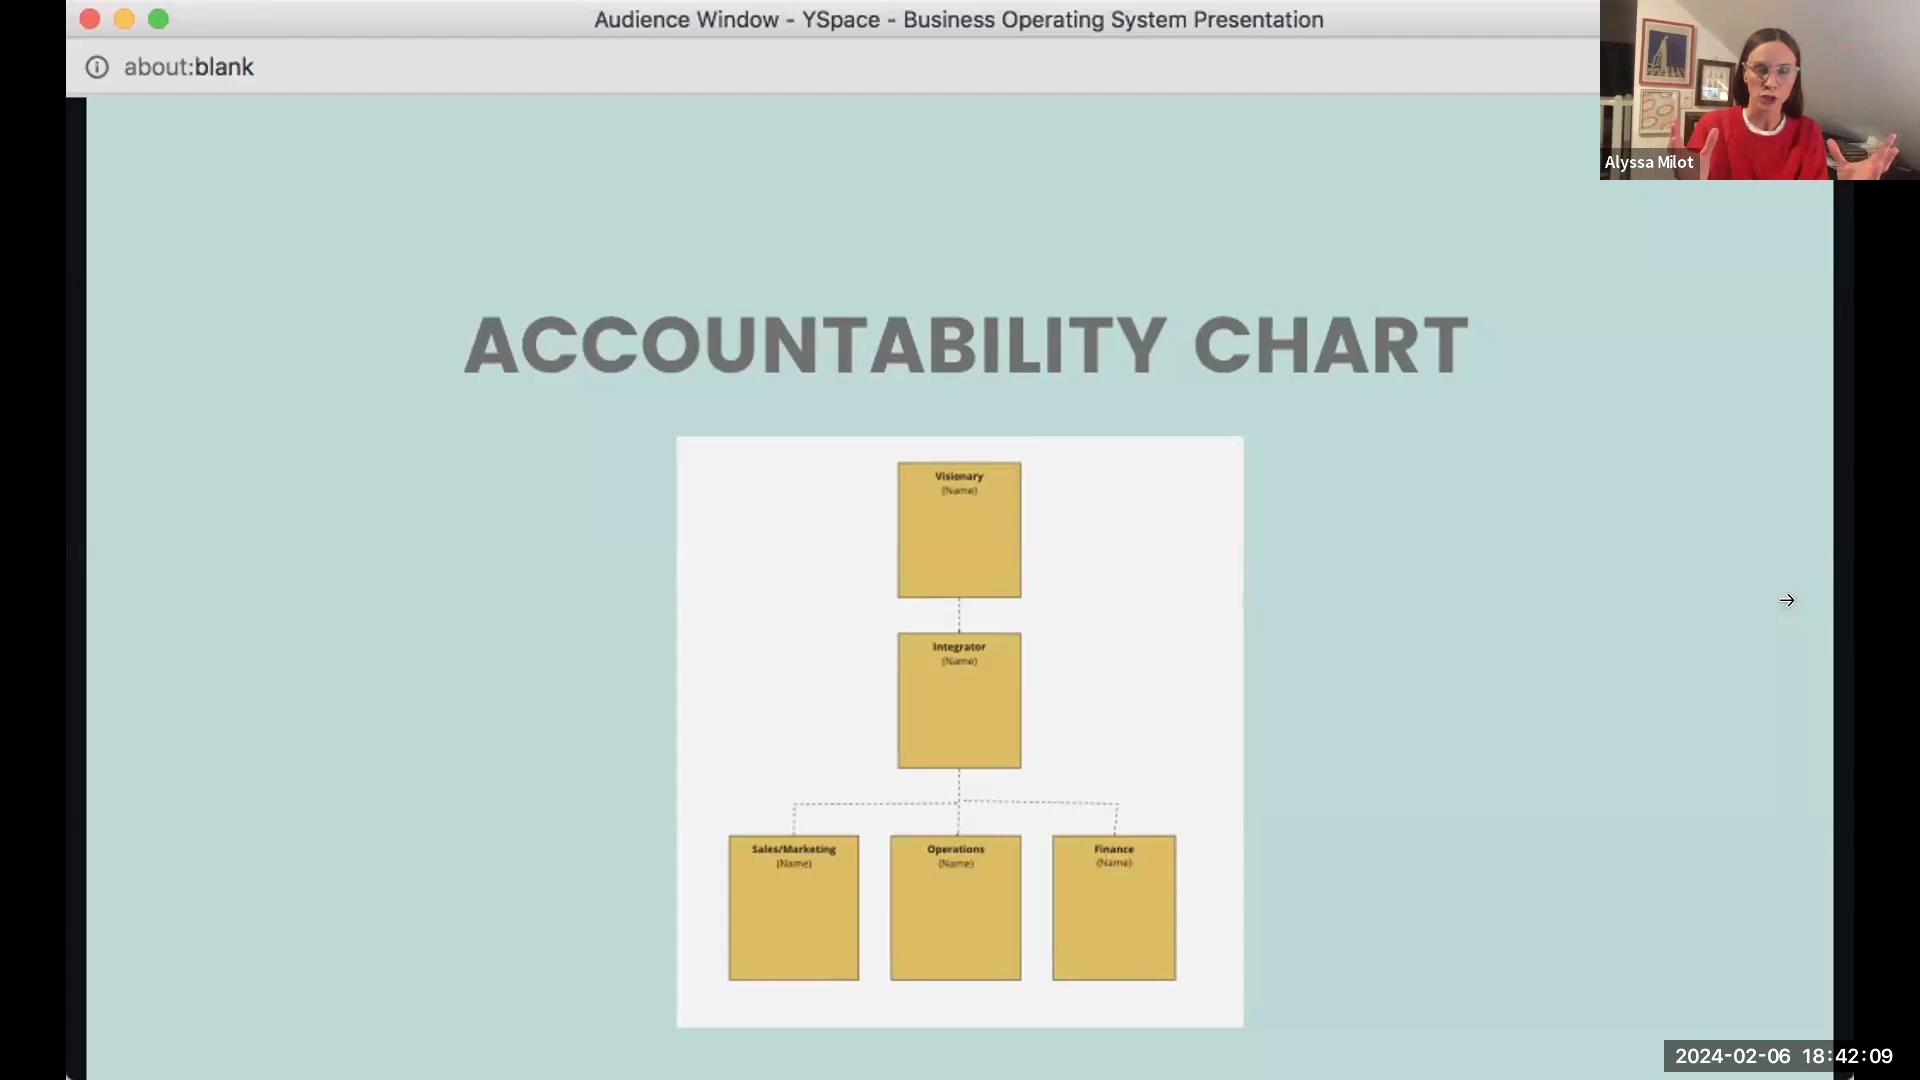 Audience Window - YSpace - Business Operating System Presentation
about:blank
Alyssa Milot
ACCOUNTABILITY CHART
Visionary
(Name)
Integrator
(Name)
Sales/Marketing
(Name)
Operations
(Name)
Finance
(Name)
2024-02-06 18:42:09